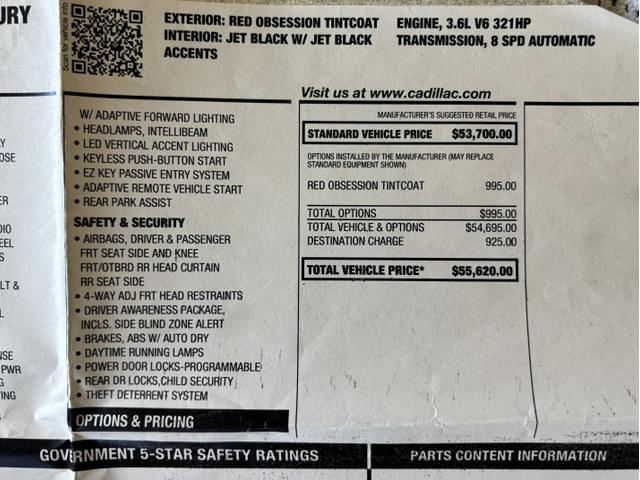 URY
Scan for vehicle info
EXTERIOR: RED OBSESSION TINTCOAT
INTERIOR: JET BLACK W/ JET BLACK
ACCENTS
ENGINE, 3.6L V6 321HP
TRANSMISSION, 8 SPD AUTOMATIC
W/ ADAPTIVE FORWARD LIGHTING
• HEADLAMPS, INTELLIBEAM
• LED VERTICAL ACCENT LIGHTING
• KEYLESS PUSH-BUTTON START
• EZ KEY PASSIVE ENTRY SYSTEM
• ADAPTIVE REMOTE VEHICLE START
• REAR PARK ASSIST
SAFETY & SECURITY
• AIRBAGS, DRIVER & PASSENGER
FRT SEAT SIDE AND KNEE
FRT/OTBRD RR HEAD CURTAIN
RR SEAT SIDE
• 4-WAY ADJ FRT HEAD RESTRAINTS
• DRIVER AWARENESS PACKAGE,
INCLS. SIDE BLIND ZONE ALERT
• BRAKES, ABS W/ AUTO DRY
• DAYTIME RUNNING LAMPS
• POWER DOOR LOCKS-PROGRAMMABLE
• REAR DR LOCKS,CHILD SECURITY
• THEFT DETERRENT SYSTEM
OPTIONS & PRICING
Visit us at www.cadillac.com
MANUFACTURER'S SUGGESTED RETAIL PRICE
STANDARD VEHICLE PRICE $53,700.00
OPTIONS INSTALLED BY THE MANUFACTURER (MAY REPLACE
STANDARD EQUIPMENT SHOWN)
RED OBSESSION TINTCOAT 995.00
TOTAL OPTIONS $995.00
TOTAL VEHICLE & OPTIONS $54,695.00
DESTINATION CHARGE 925.00
TOTAL VEHICLE PRICE* $55,620.00
GOVERNMENT 5-STAR SAFETY RATINGS
PARTS CONTENT INFORMATION